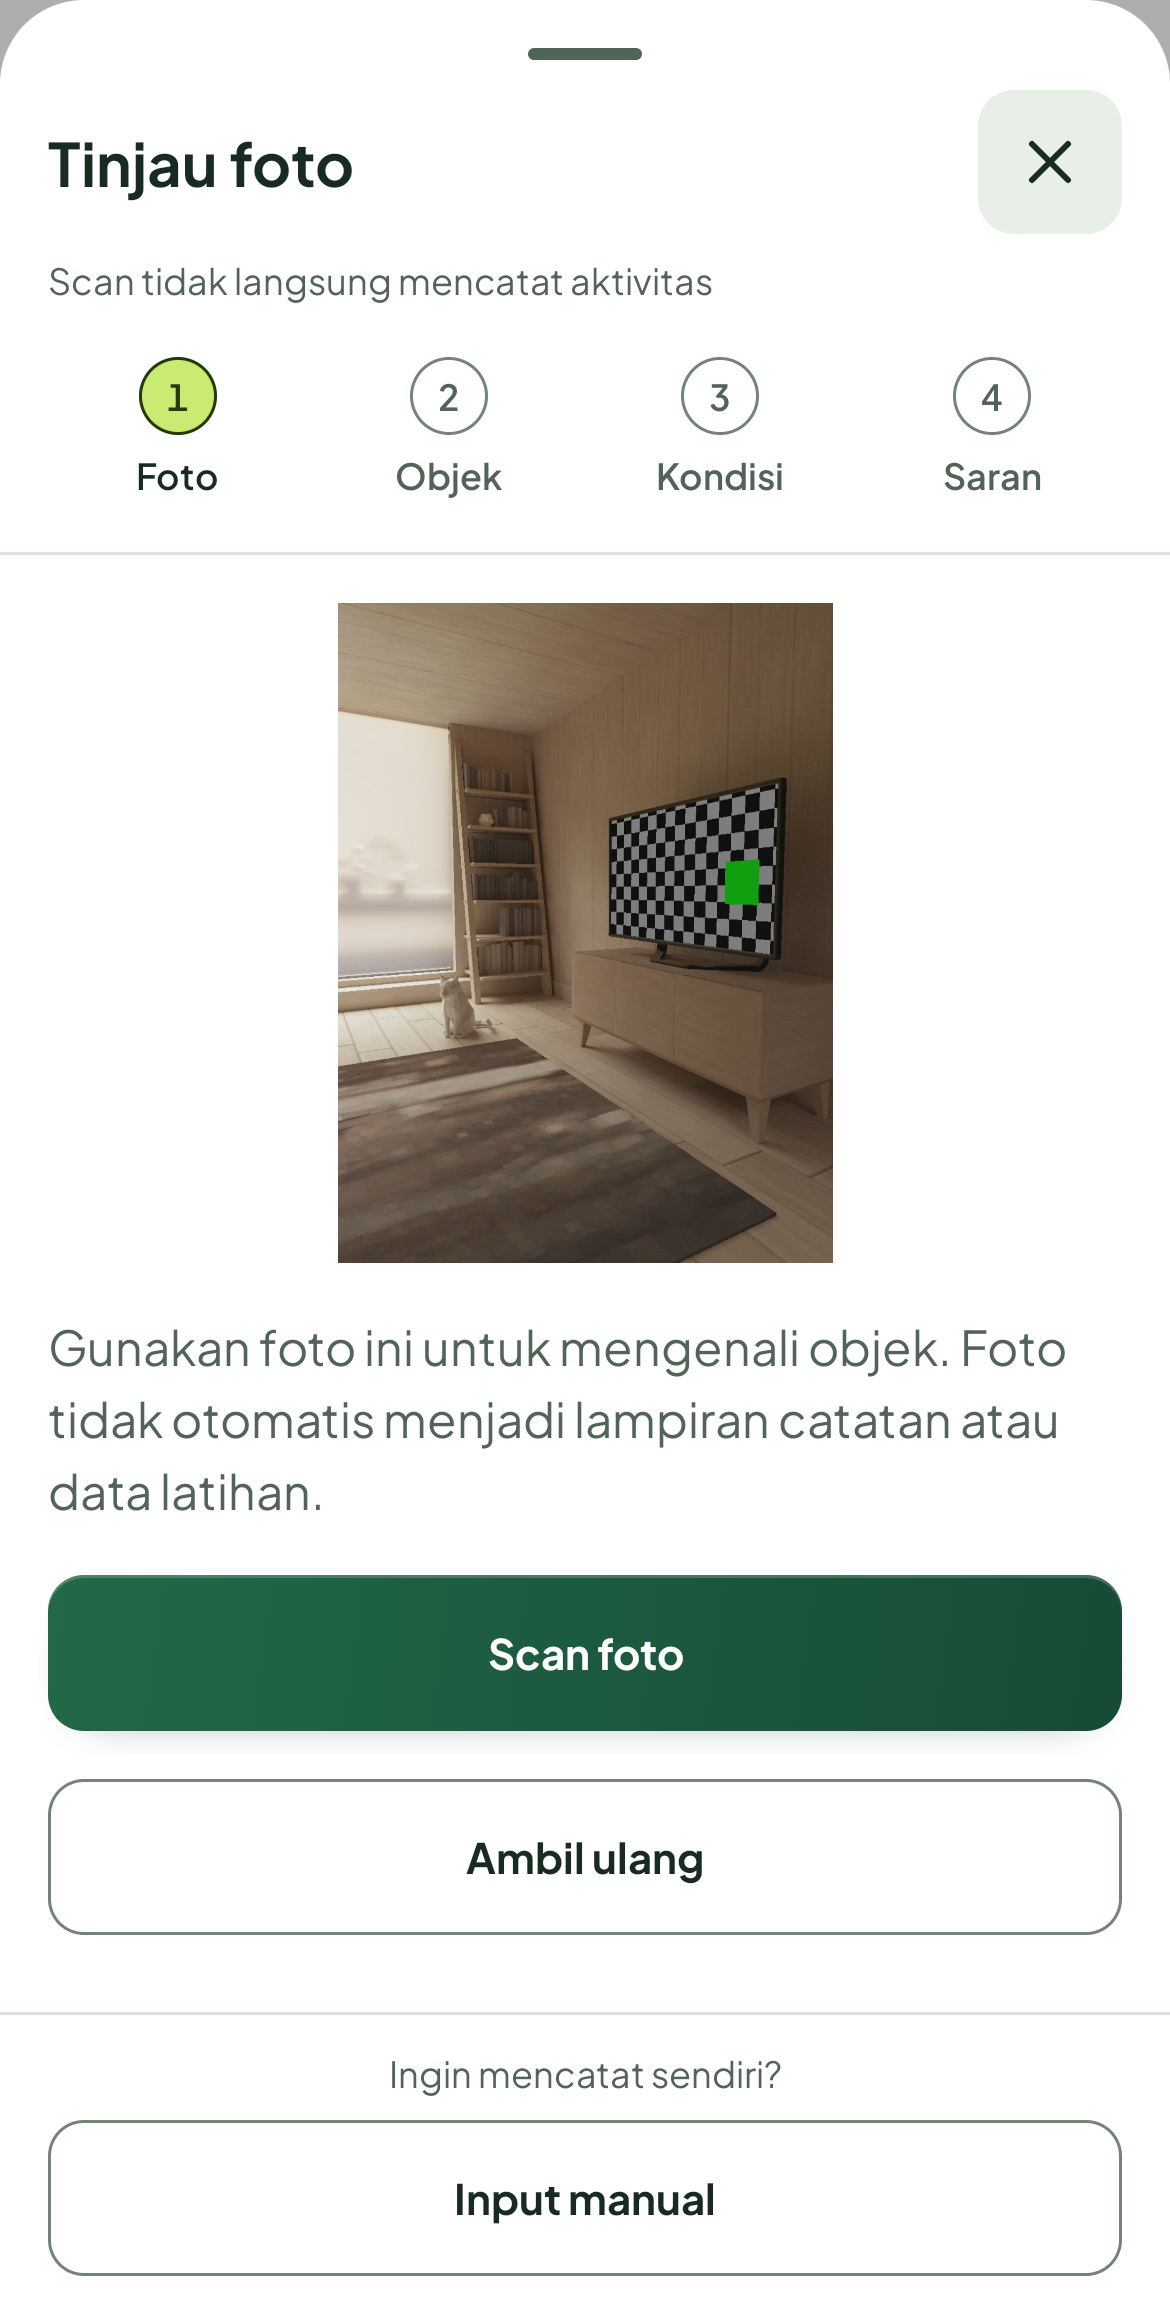 Tinjau foto
Scan tidak langsung mencatat aktivitas
1
2
3
4
Foto
Objek
Kondisi
Saran
Gunakan foto ini untuk mengenali objek. Foto
tidak otomatis menjadi lampiran catatan atau
data latihan.
Scan foto
Ambil ulang
Ingin mencatat sendiri?
Input manual